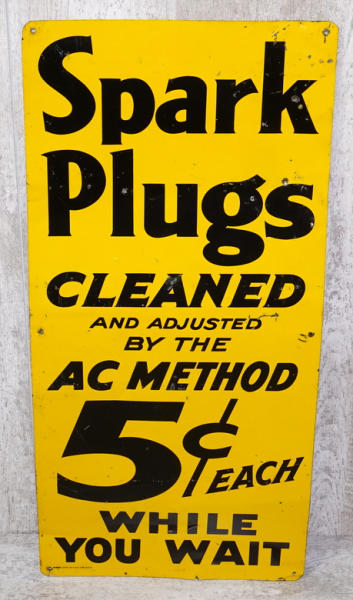 Spark
Plugs
CLEANED
AND ADJUSTED
BY THE
AC METHOD
5¢ EACH
WHILE
YOU WAIT